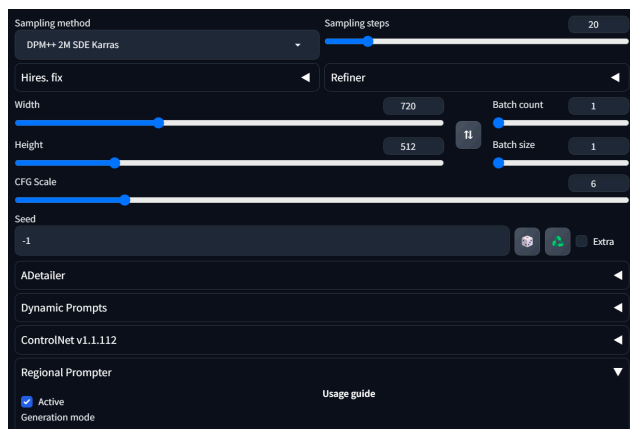 Sampling method
Sampling steps
20
DPM++ 2M SDE Karras
Hires. fix
Refiner
Width
720
Batch count
1
Height
512
Batch size
1
CFG Scale
6
Seed
-1
Extra
ADetailer
Dynamic Prompts
ControlNet v1.1.112
Regional Prompter
Usage guide
Active
Generation mode